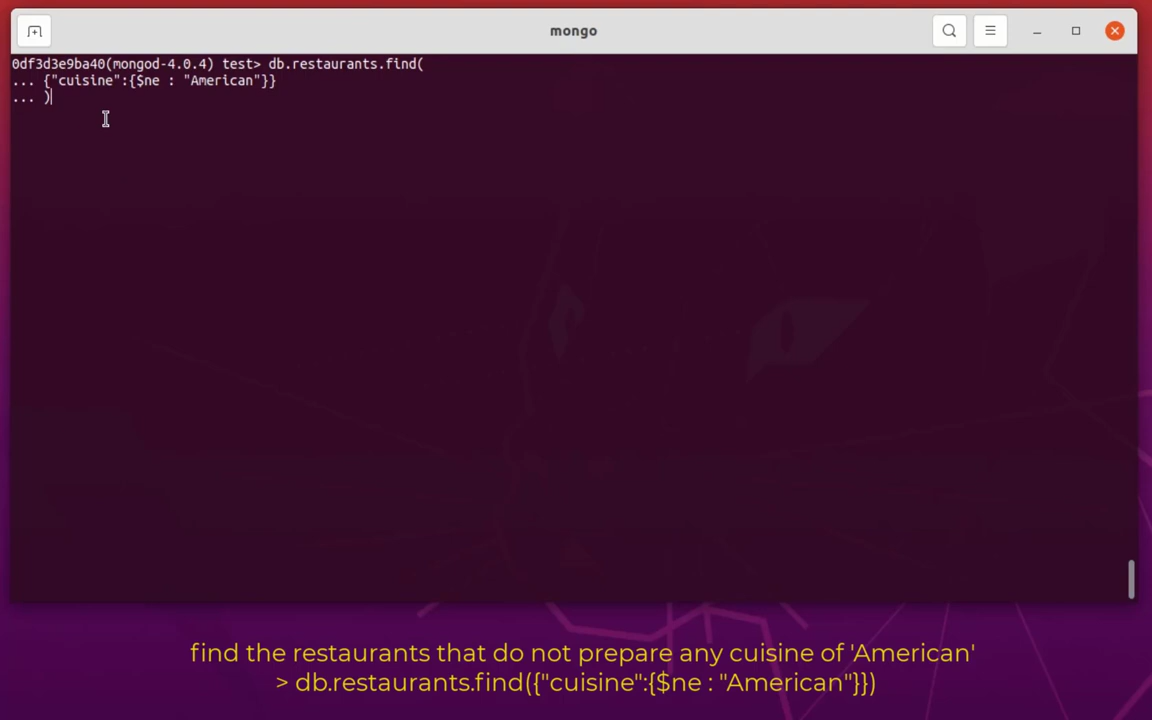 mongo
0df3d3e9ba40(mongod-4.0.4) test> db.restaurants.find(
... {"cuisine":{$ne : "American"}}
... )
find the restaurants that do not prepare any cuisine of 'American'
> db.restaurants.find({"cuisine":{$ne : "American"}})